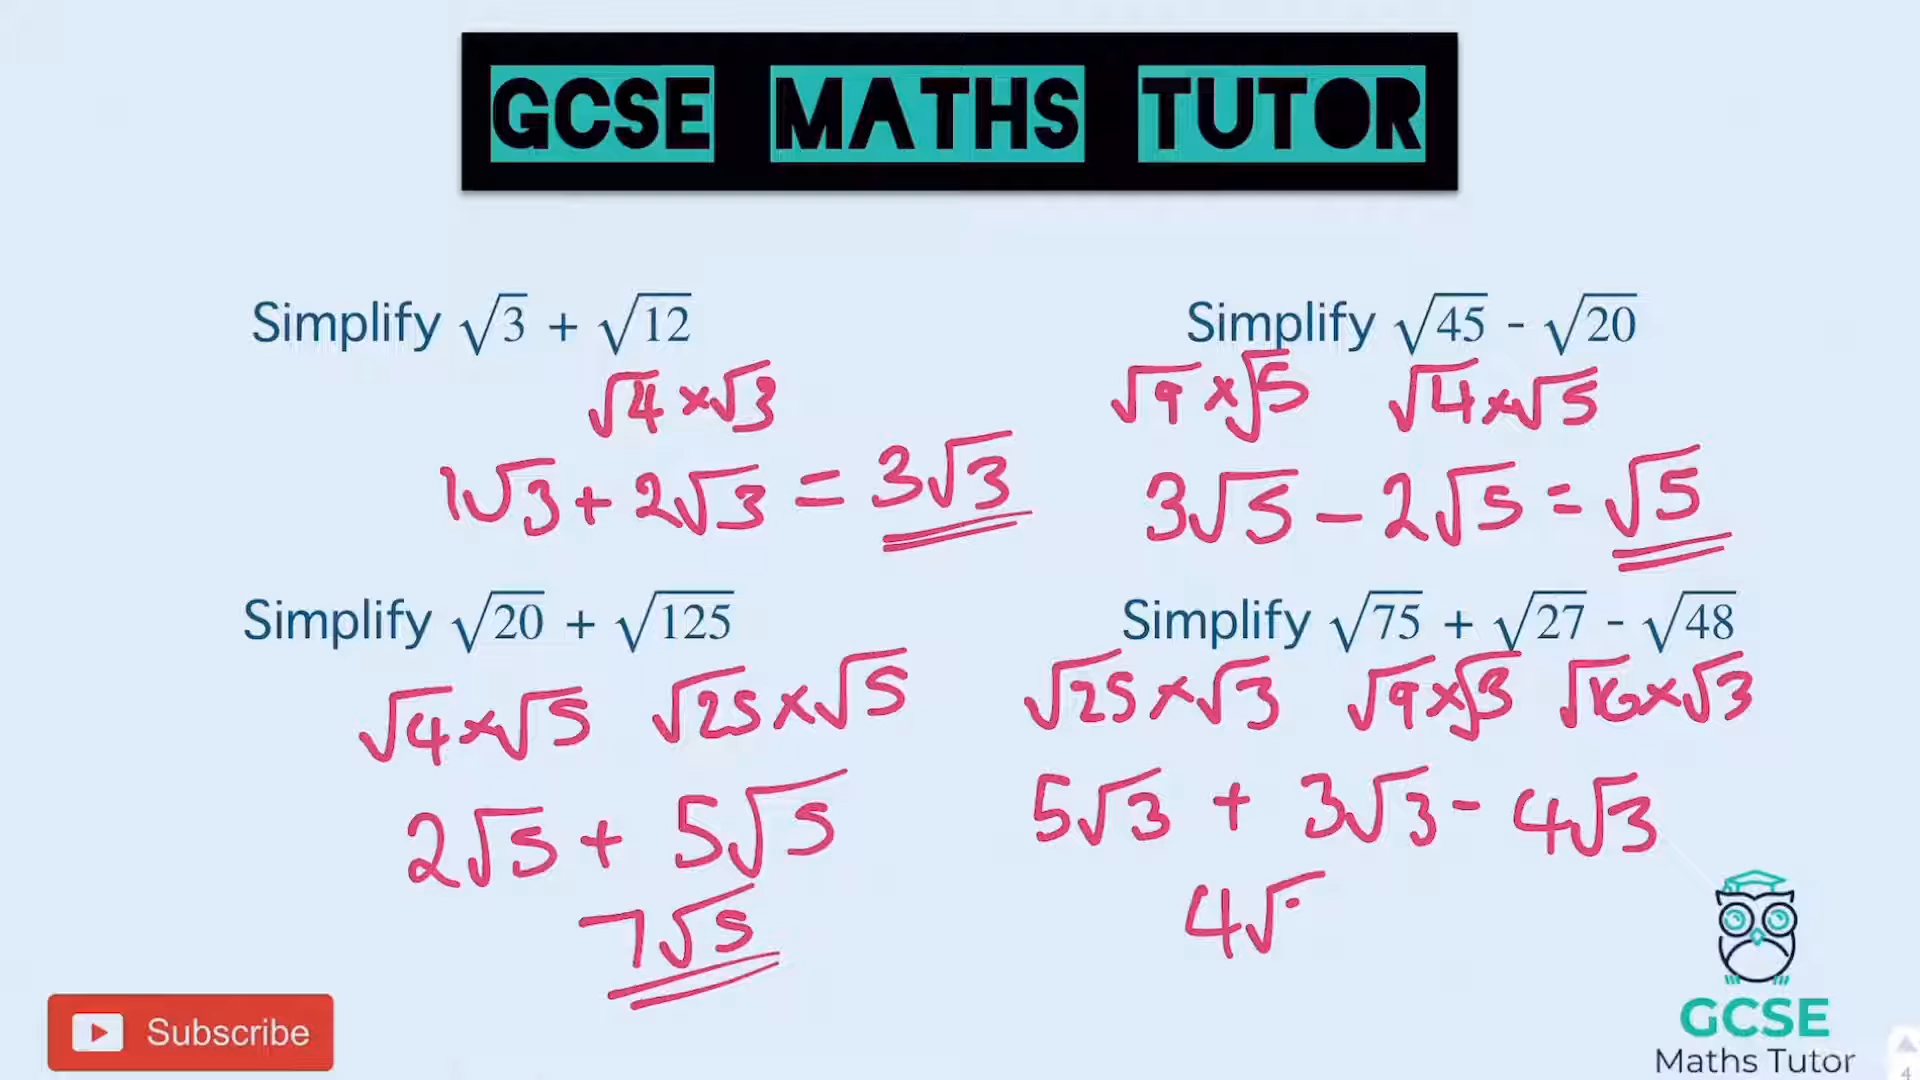 GCSE MATHS TUTOR
Simplify √3 + √12
√4 × √3
1√3 + 2√3 = 3√3
Simplify √45 - √20
√9 × √5 √4 × √5
3√5 - 2√5 = √5
Simplify √20 + √125
√4 × √5 √25 × √5
2√5 + 5√5
7√5
Simplify √75 + √27 - √48
√25 × √3 √9 × √3 √16 × √3
5√3 + 3√3 - 4√3
4√
Subscribe
GCSE
Maths Tutor
4